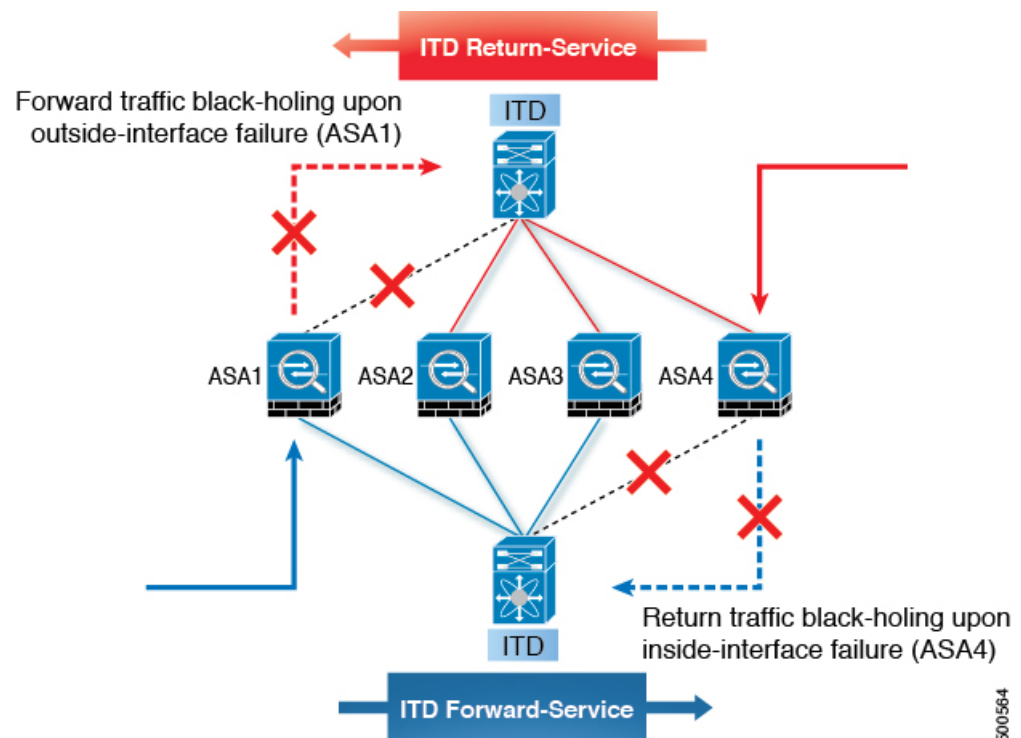 ITD Return-Service
Forward traffic black-holing upon
outside-interface failure (ASA1)
ITD
ASA1
ASA2
ASA3
ASA4
ITD
Return traffic black-holing upon
inside-interface failure (ASA4)
ITD Forward-Service
500564